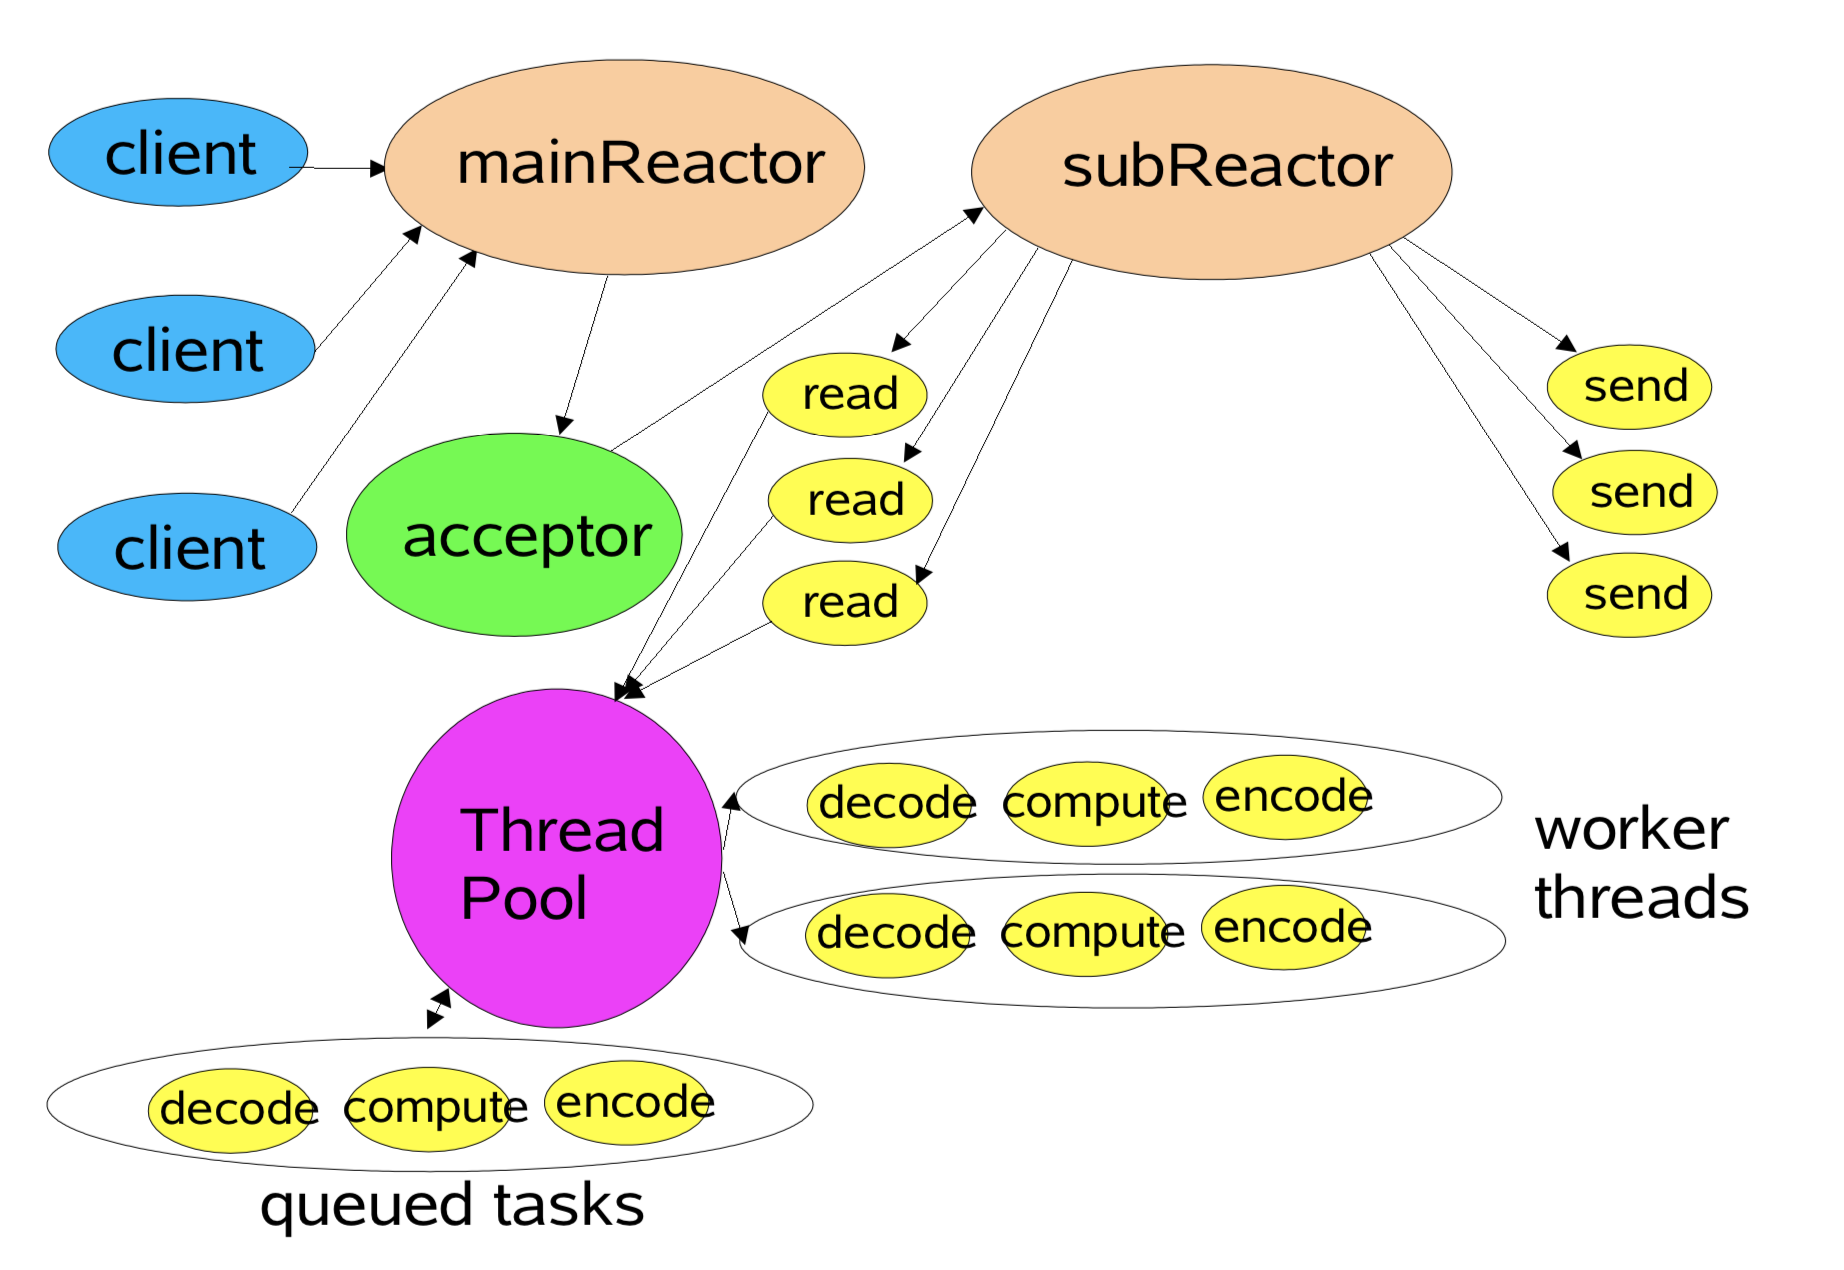 client
mainReactor
subReactor
client
client
acceptor
read
read
read
send
send
send
Thread
Pool
decode compute encode
decode compute encode
worker
threads
decode compute encode
queued tasks